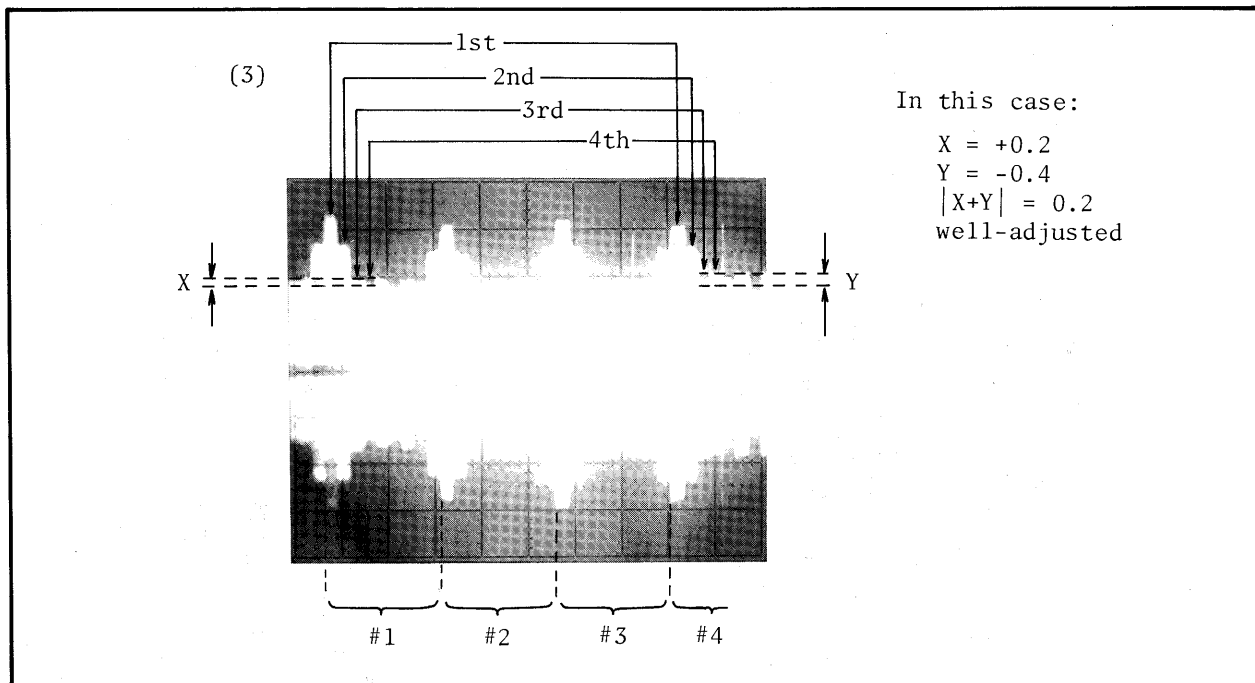 1st
(3)
2nd
3rd
4th
In this case:
X = +0.2
Y = -0.4
|X+Y| = 0.2
well-adjusted
X
Y
#1 #2 #3 #4